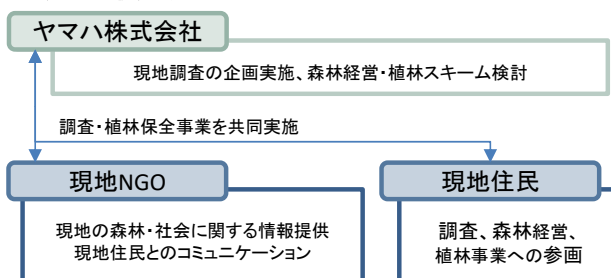 ヤマハ株式会社
現地調査の企画実施、森林経営・植林スキーム検討
調査・植林保全事業を共同実施
現地NGO
現地の森林・社会に関する情報提供
現地住民とのコミュニケーション
現地住民
調査、森林経営、
植林事業への参画